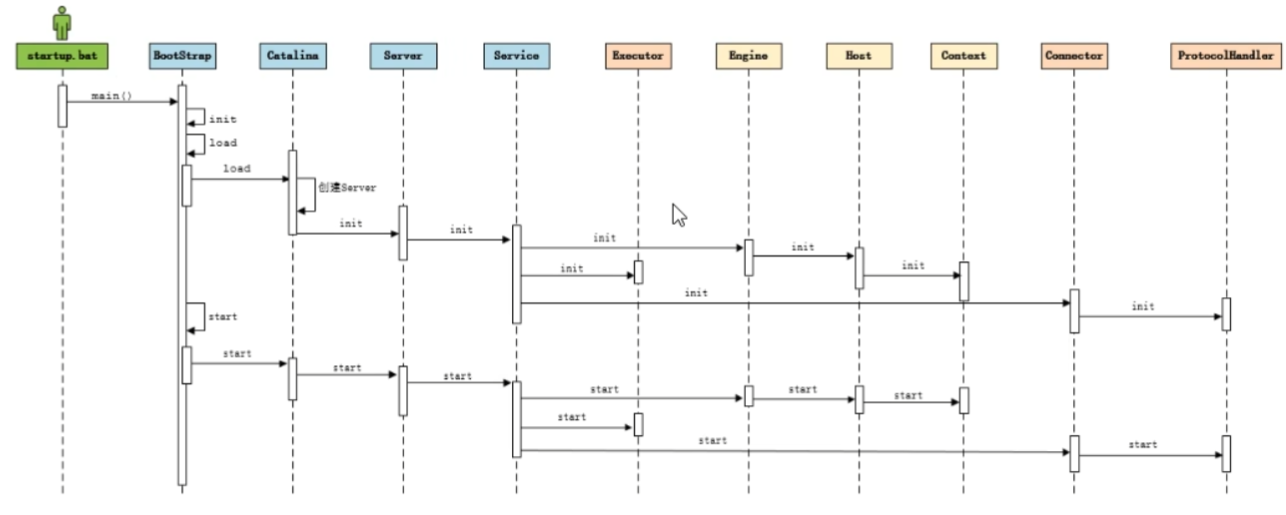 startup.bat BootStrap Catalina Server Service Executor Engine Host Context Connector ProtocolHandler
main()
init
load
load
创建Server
init
init
init
init
init
init
init
init
start
start
start
start
start
start
start
start
start
start